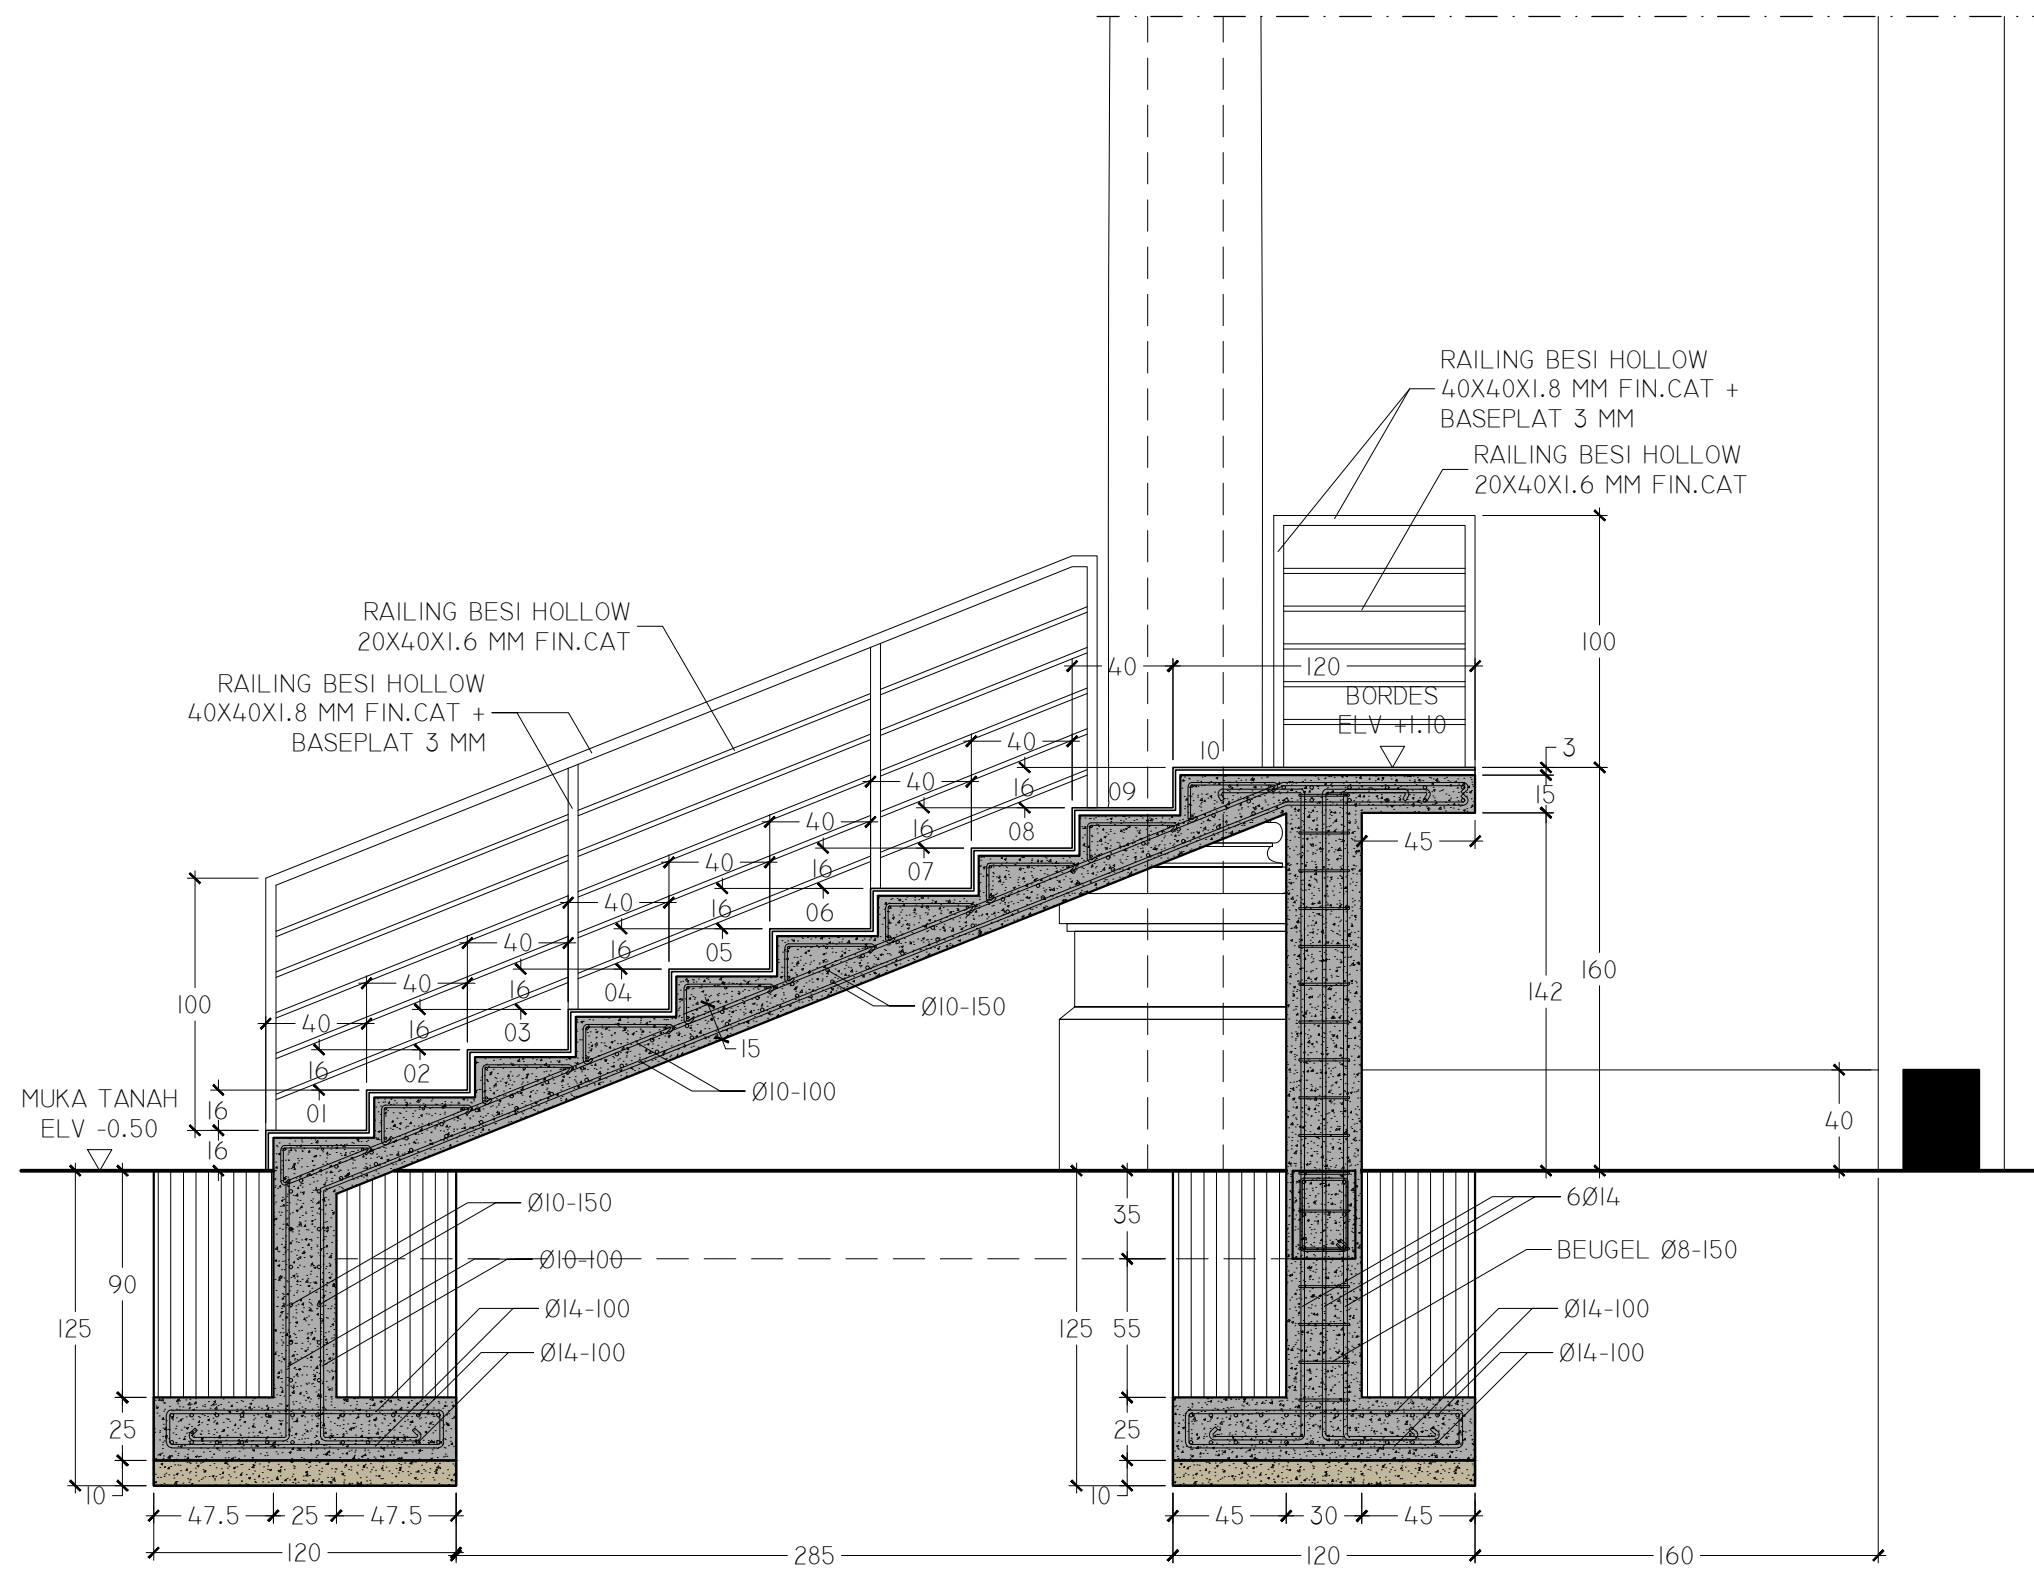 RAILING BESI HOLLOW
40X40X1.8 MM FIN.CAT +
BASEPLAT 3 MM
RAILING BESI HOLLOW
20X40X1.6 MM FIN.CAT
RAILING BESI HOLLOW
20X40X1.6 MM FIN.CAT
RAILING BESI HOLLOW
40X40X1.8 MM FIN.CAT +
BASEPLAT 3 MM
100
40
120
BORDES
ELV +1.10
3
15
10
40
16
09
40
16
08
45
40
16
07
40
16
06
40
16
05
40
16
04
40
16
03
40
16
02
40
16
01
100
16
16
160
142
Ø10-150
15
Ø10-100
40
MUKA TANAH
ELV -0.50
Ø10-150
Ø10-100
Ø14-100
Ø14-100
90
125
25
10
35
125
55
25
10
6Ø14
BEUGEL Ø8-150
Ø14-100
Ø14-100
47.5
25
47.5
45
30
45
120
285
120
160